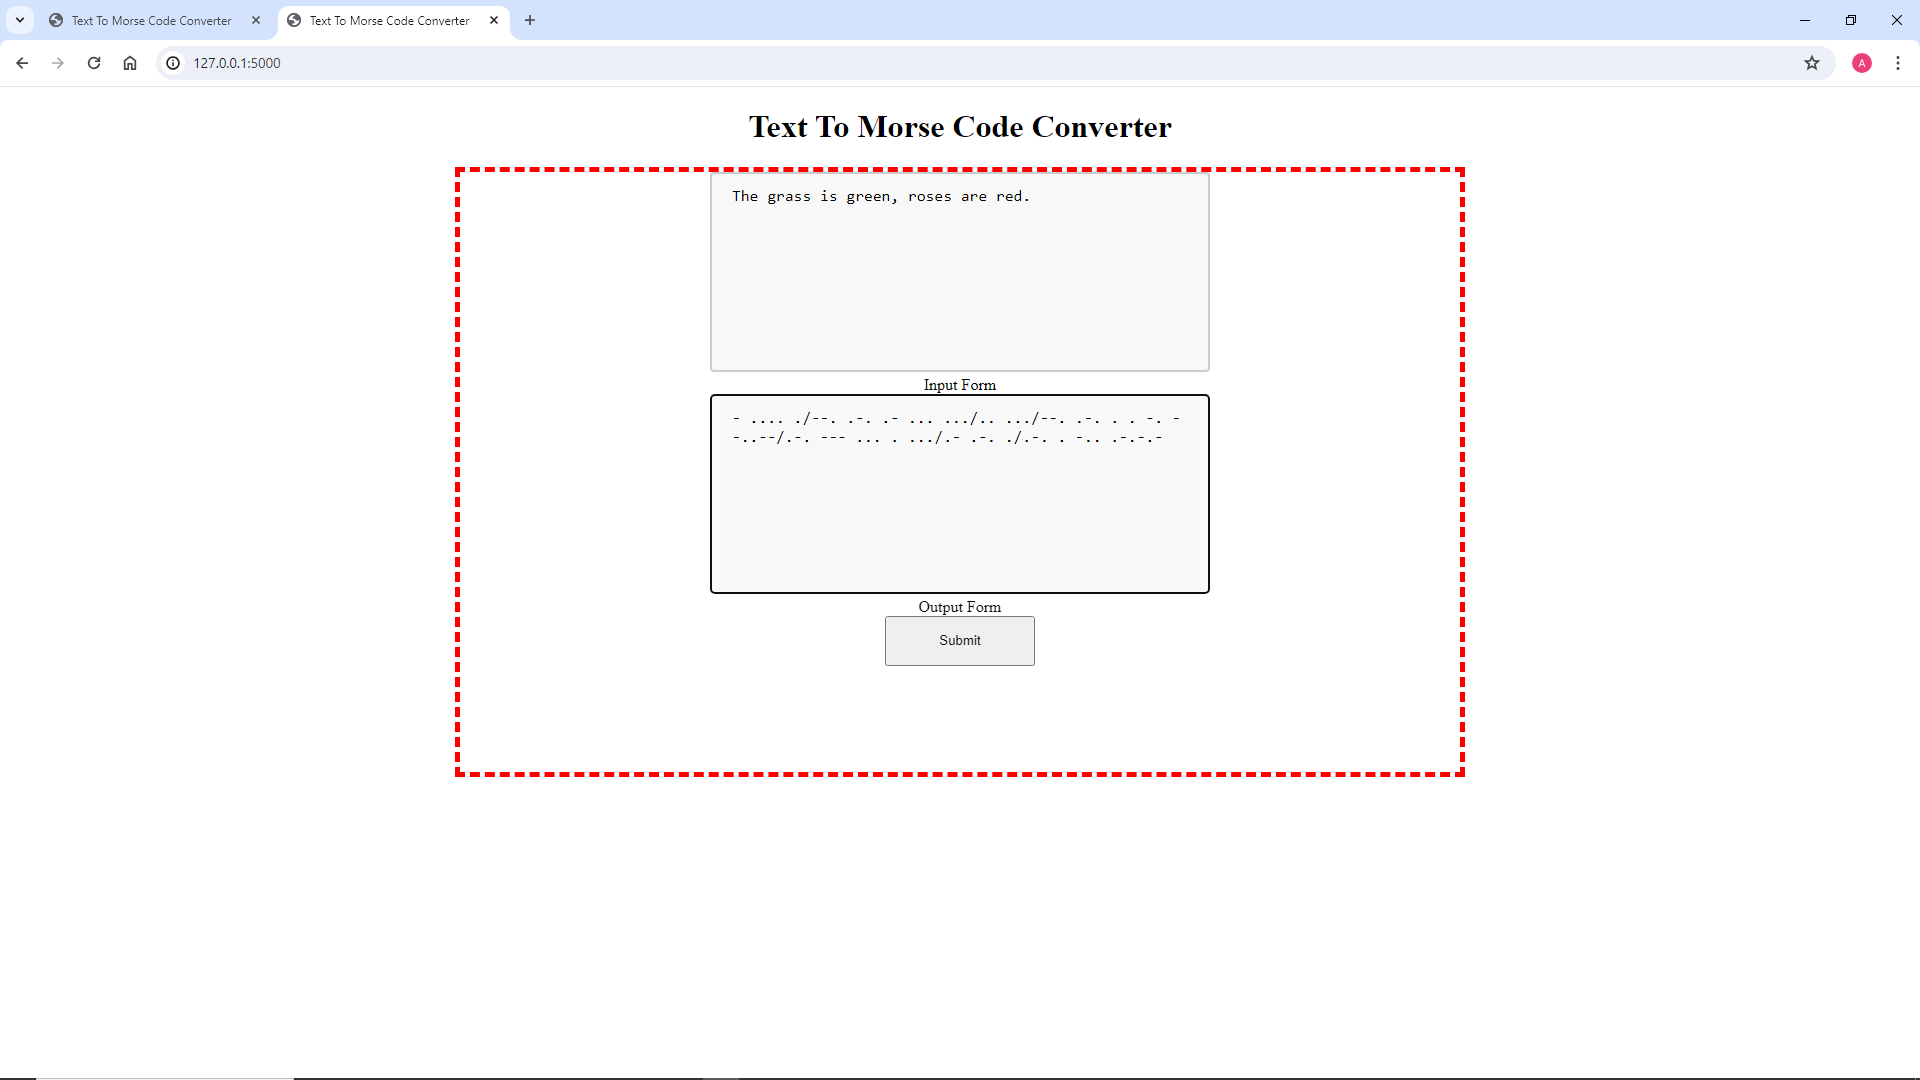 Text To Morse Code Converter
Text To Morse Code Converter
127.0.0.1:5000
A
Text To Morse Code Converter
The grass is green, roses are red.
Input Form
- .... ./--. .-. .- ... .../.. .../--. .-. . . -. -
-..--/.-. --- ... . .../.- .-. ./.-. . -.. .-.-.-
Output Form
Submit